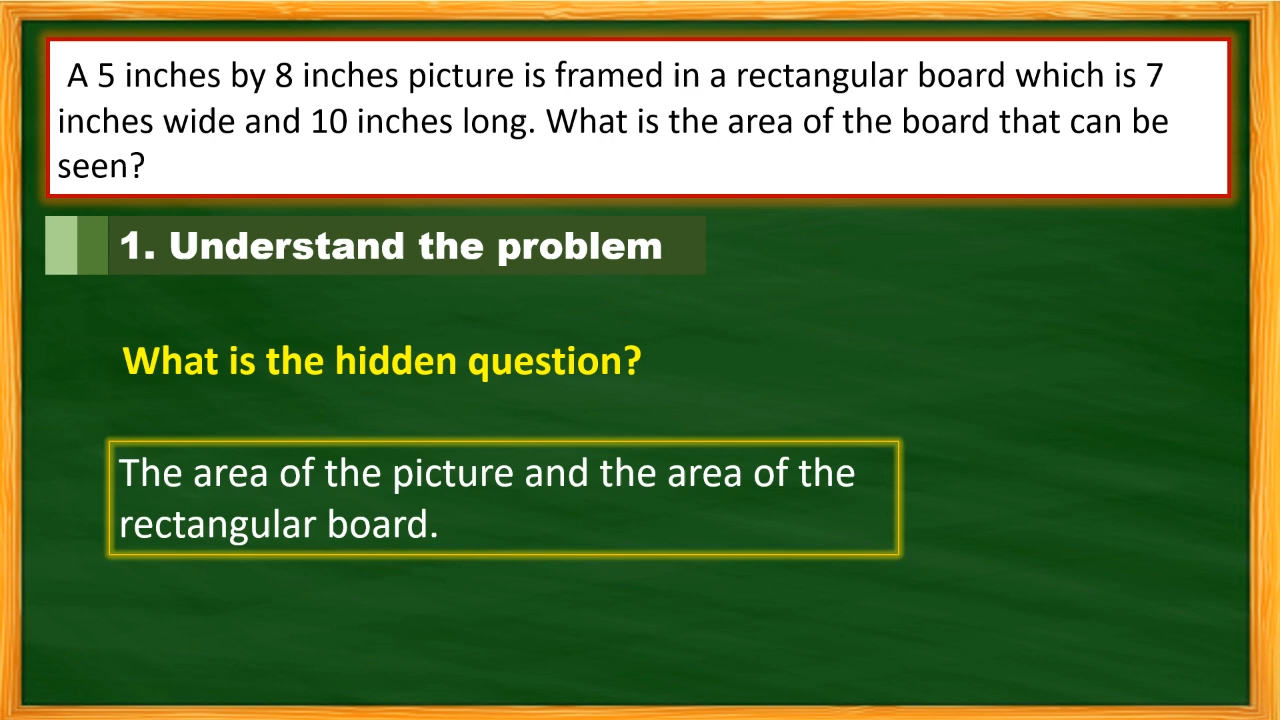 A 5 inches by 8 inches picture is framed in a rectangular board which is 7
inches wide and 10 inches long. What is the area of the board that can be
seen?
1. Understand the problem
What is the hidden question?
The area of the picture and the area of the
rectangular board.